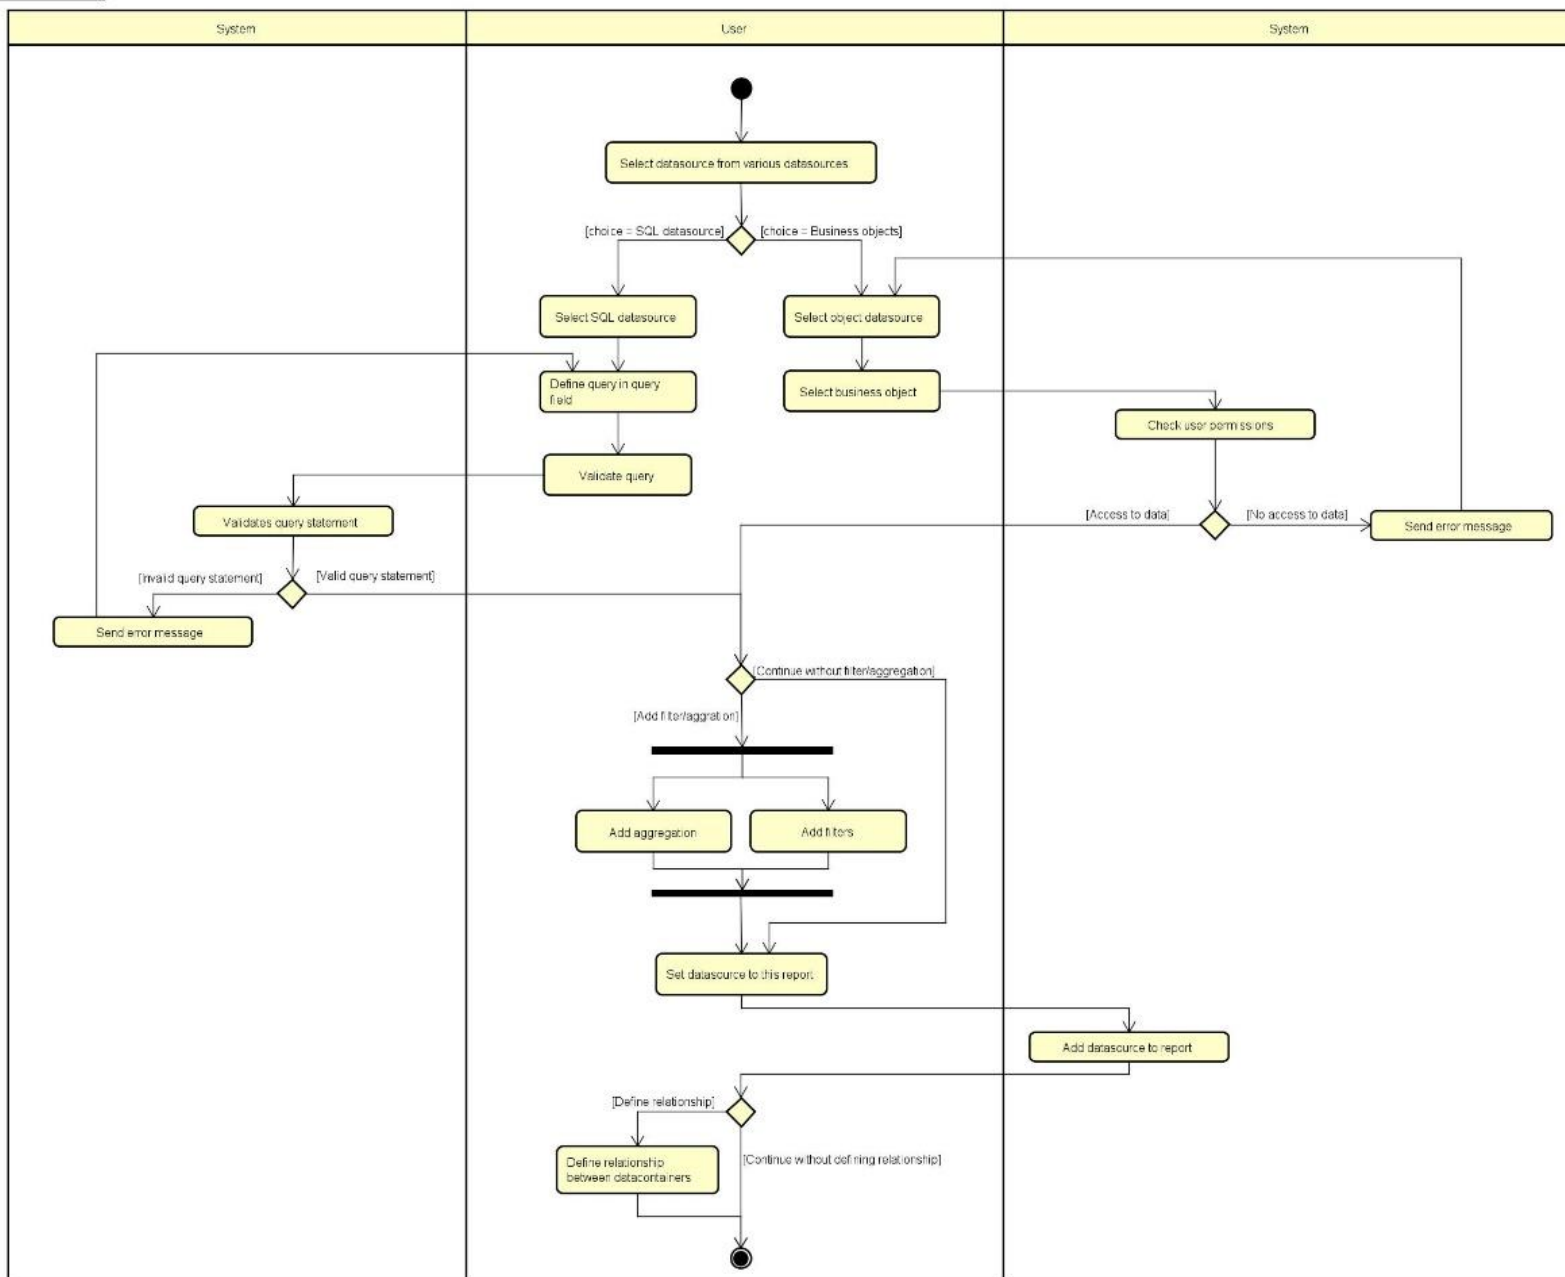 System
User
System
Select datasource from various datasources
[choice = SQL datasource]
[choice = Business objects]
Select SQL datasource
Select object datasource
Define query in query
field
Select business object
Check user permissions
Validate query
Validates query statement
[Access to data]
[No access to data]
Send error message
[Invalid query statement]
[Valid query statement]
Send error message
[Continue without filter/aggregation]
[Add filter/aggration]
Add aggregation
Add filters
Set datasource to this report
Add datasource to report
[Define relationship]
Define relationship
between datacontainers
[Continue without defining relationship]